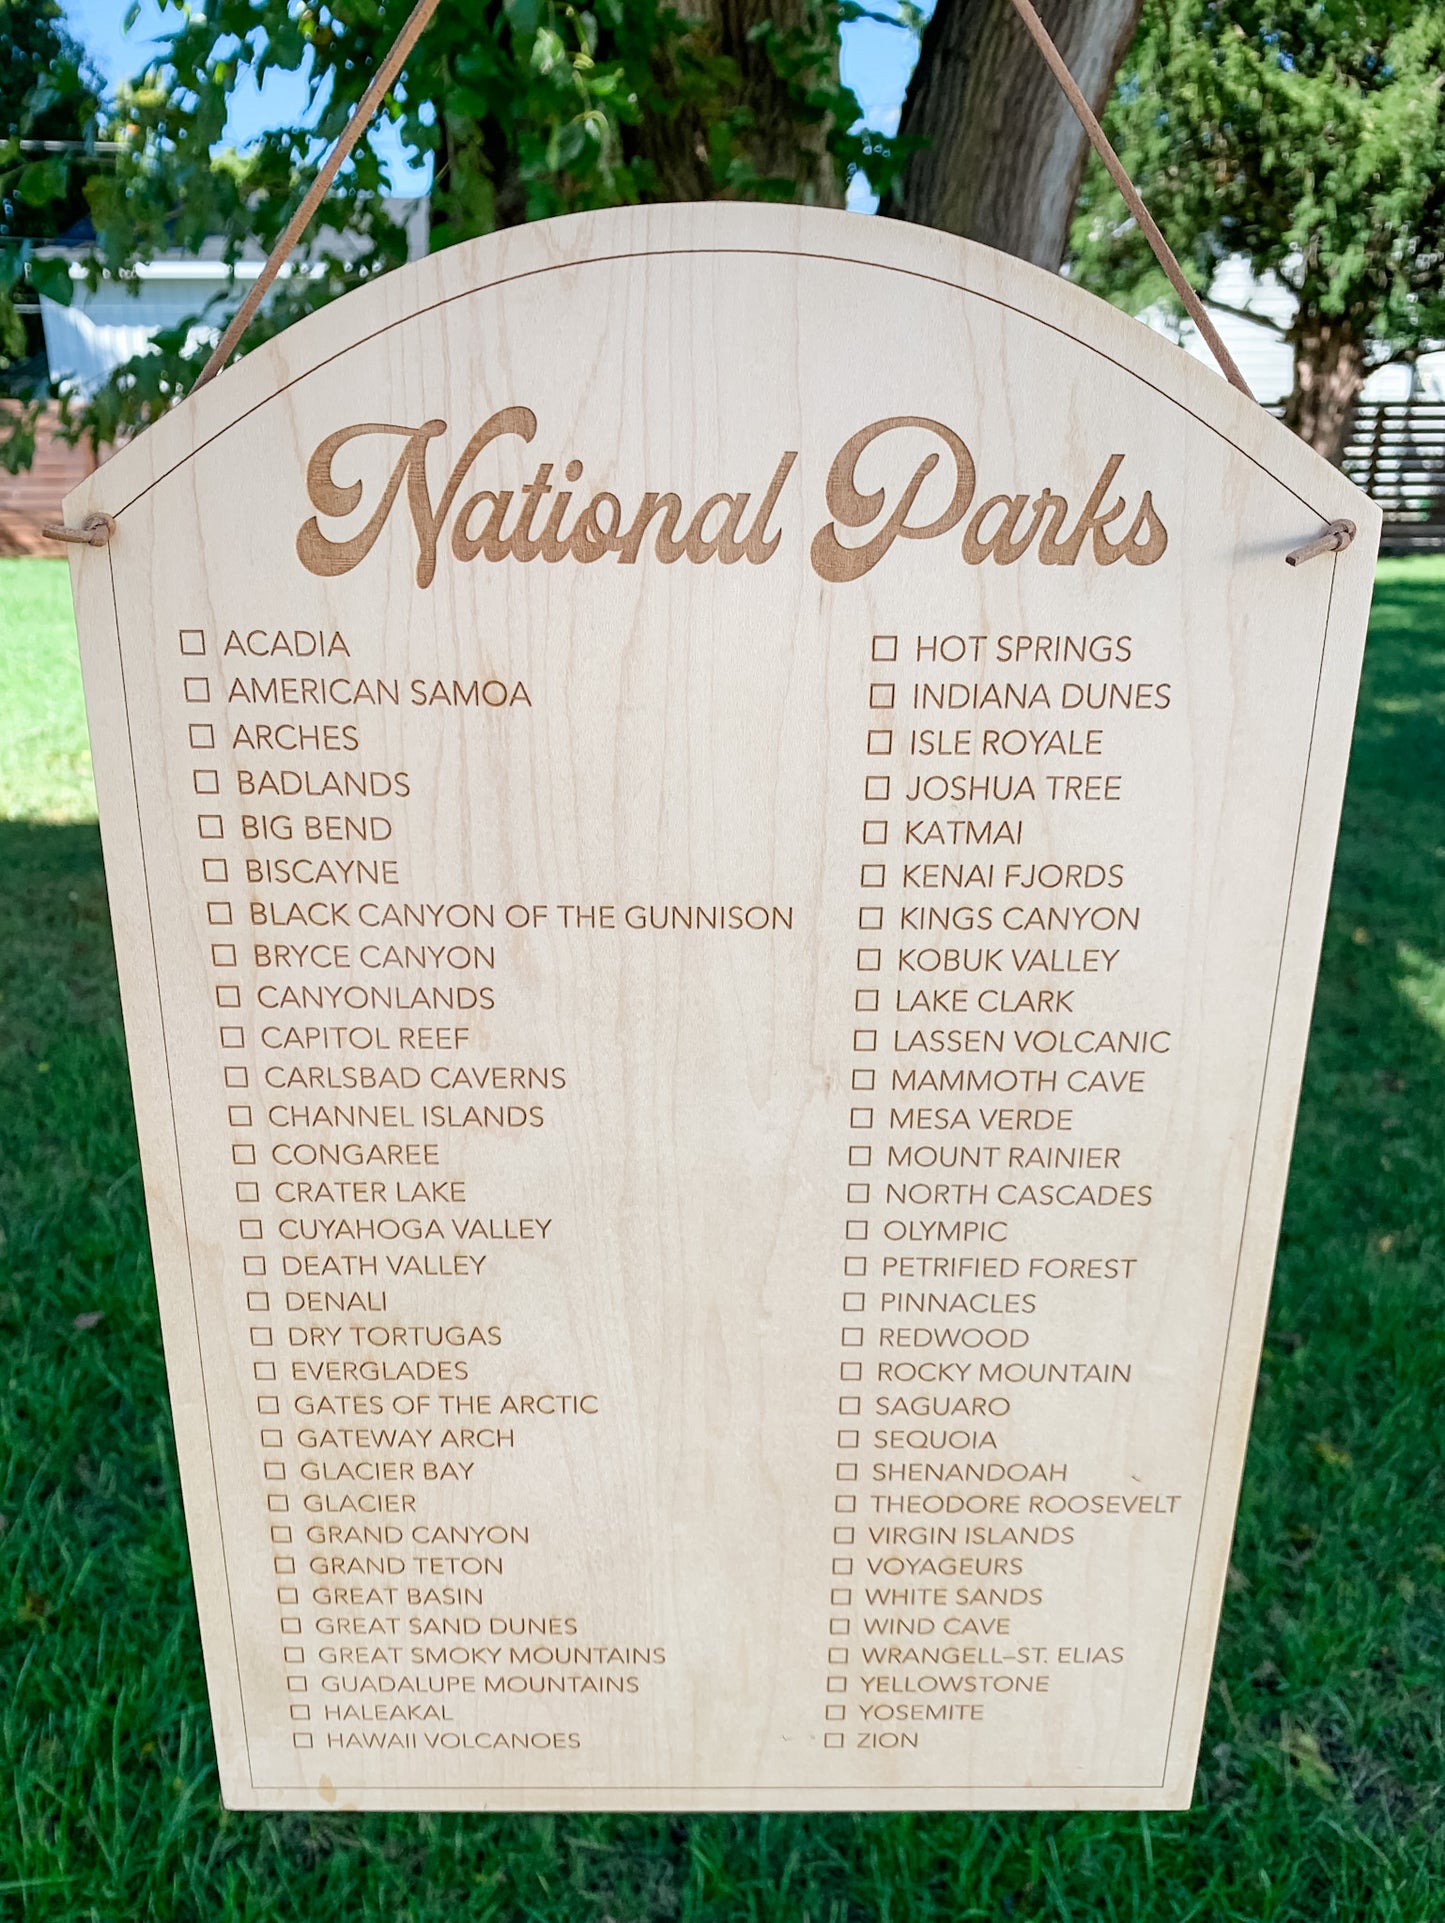 National Parks
ACADIA
AMERICAN SAMOA
ARCHES
BADLANDS
BIG BEND
BISCAYNE
BLACK CANYON OF THE GUNNISON
BRYCE CANYON
CANYONLANDS
CAPITOL REEF
CARLSBAD CAVERNS
CHANNEL ISLANDS
CONGAREE
CRATER LAKE
CUYAHOGA VALLEY
DEATH VALLEY
DENALI
DRY TORTUGAS
EVERGLADES
GATES OF THE ARCTIC
GATEWAY ARCH
GLACIER BAY
GLACIER
GRAND CANYON
GRAND TETON
GREAT BASIN
GREAT SAND DUNES
GREAT SMOKY MOUNTAINS
GUADALUPE MOUNTAINS
HALEAKAL
HAWAII VOLCANOES
HOT SPRINGS
INDIANA DUNES
ISLE ROYALE
JOSHUA TREE
KATMAI
KENAI FJORDS
KINGS CANYON
KOBUK VALLEY
LAKE CLARK
LASSEN VOLCANIC
MAMMOTH CAVE
MESA VERDE
MOUNT RAINIER
NORTH CASCADES
OLYMPIC
PETRIFIED FOREST
PINNACLES
REDWOOD
ROCKY MOUNTAIN
SAGUARO
SEQUOIA
SHENANDOAH
THEODORE ROOSEVELT
VIRGIN ISLANDS
VOYAGEURS
WHITE SANDS
WIND CAVE
WRANGELL–ST. ELIAS
YELLOWSTONE
YOSEMITE
ZION